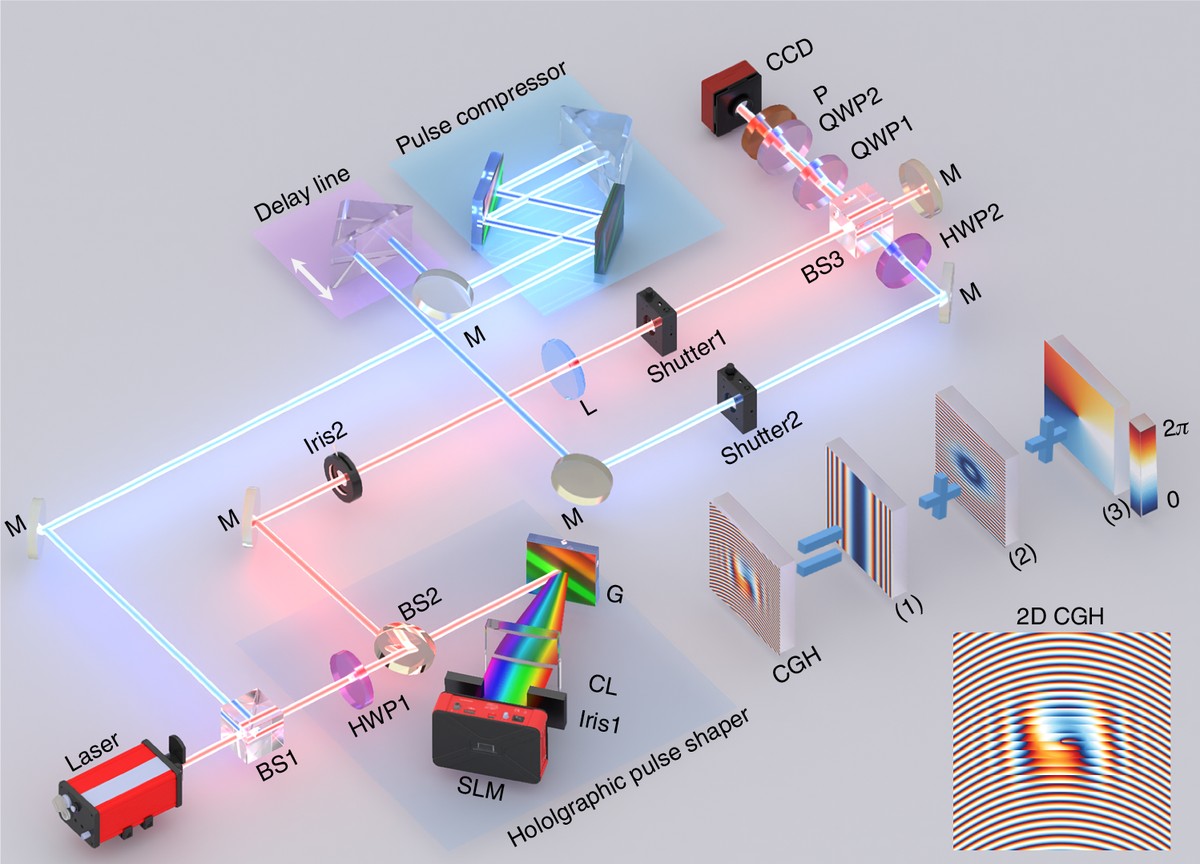 CCD
P
QWP2
QWP1
M
HWP2
BS3
M
Pulse compressor
Delay line
M
Shutter1
L
Shutter2
Iris2
M
M
M
G
BS2
HWP1
CL
Iris1
SLM
BS1
Laser
Hololgraphic pulse shaper
2π
0
(3)
(2)
(1)
CGH
2D CGH